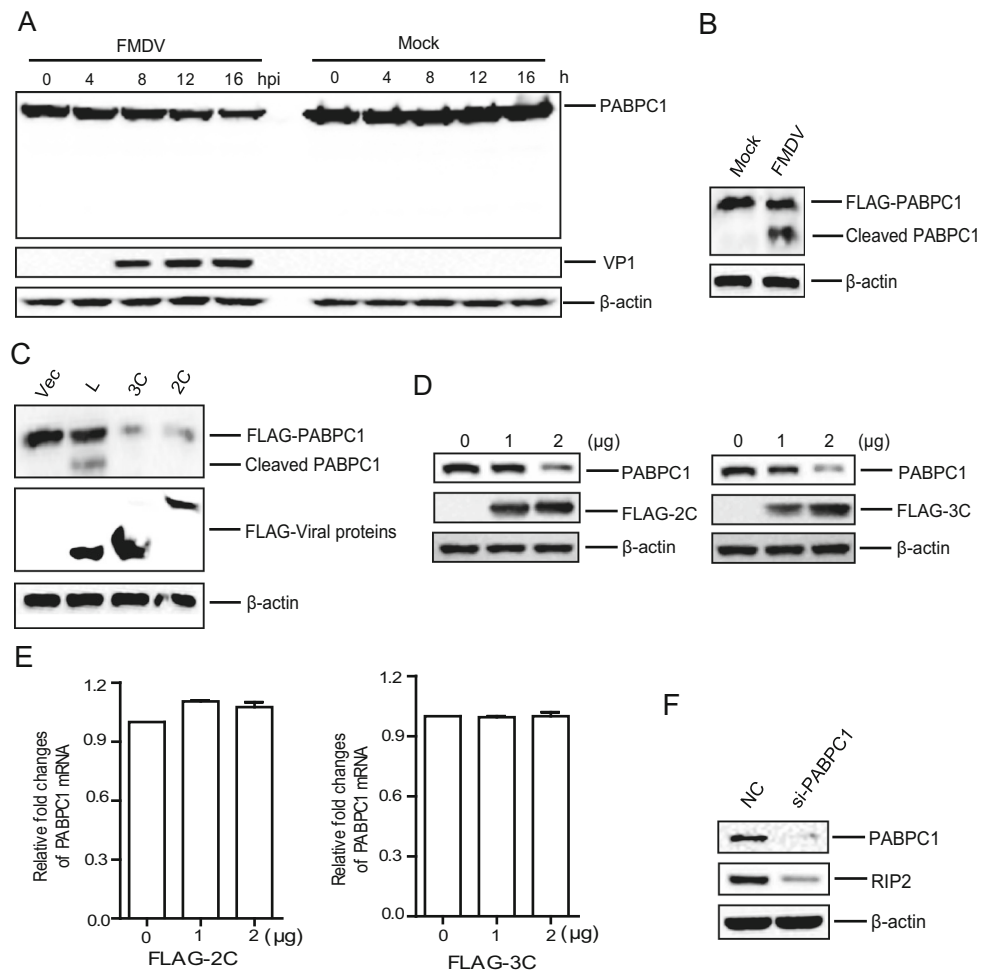 A
FMDV Mock
0 4 8 12 16 hpi 0 4 8 12 16 h
PABPC1
VP1
β-actin
B
Mock FMDV
FLAG-PABPC1
Cleaved PABPC1
β-actin
C
Vec L 3C 2C
FLAG-PABPC1
Cleaved PABPC1
FLAG-Viral proteins
β-actin
D
0 1 2 (μg) 0 1 2 (μg)
PABPC1 PABPC1
FLAG-2C FLAG-3C
β-actin β-actin
E
Relative fold changes
of PABPC1 mRNA
1.2
0.9
0.6
0.3
0.0
0 1 2 (μg)
FLAG-2C
Relative fold changes
of PABPC1 mRNA
1.2
0.9
0.6
0.3
0.0
0 1 2 (μg)
FLAG-3C
F
NC si-PABPC1
PABPC1
RIP2
β-actin